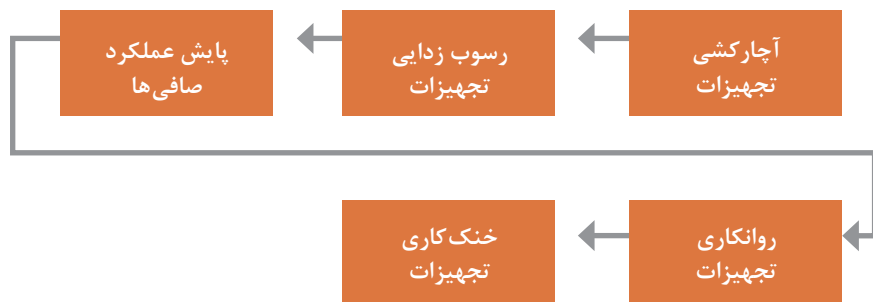 آچارکشی
تجهیزات
رسوب زدایی
تجهیزات
پایش عملکرد
صافی‌ها
روانکاری
تجهیزات
خنک‌کاری
تجهیزات